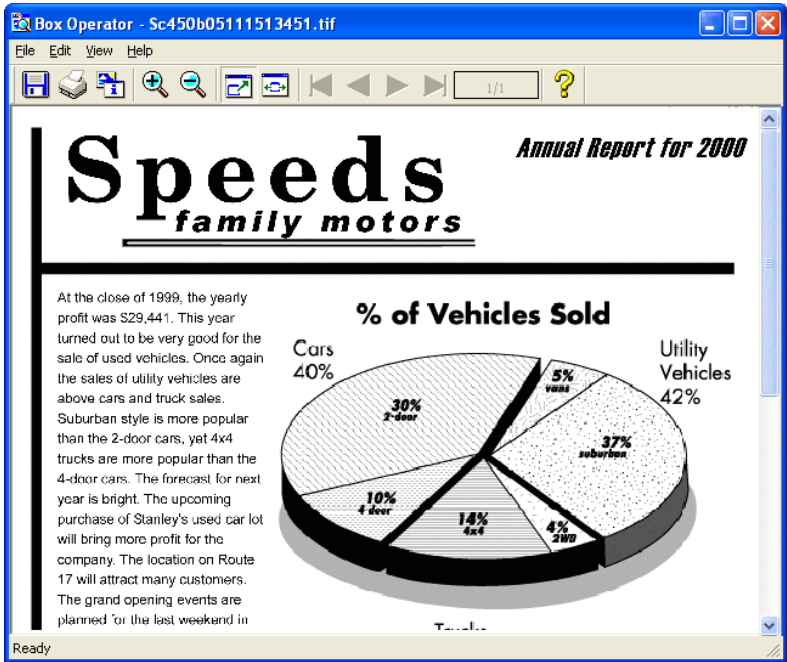 Box Operator - Sc450b05111513451.tif
File Edit View Help
1/1
Annual Report for 2000
Speeds
family motors
At the close of 1999, the yearly
profit was $29,441. This year
turned out to be very good for the
sale of used vehicles. Once again
the sales of utility vehicles are
above cars and truck sales.
Suburban style is more popular
than the 2-door cars, yet 4x4
trucks are more popular than the
4-door cars. The forecast for next
year is bright. The upcoming
purchase of Stanley's used car lot
will bring more profit for the
company. The location on Route
17 will attract many customers.
The grand opening events are
planned for the last weekend in
% of Vehicles Sold
Cars
40%
Utility
Vehicles
42%
5%
vans
30%
2-door
37%
suburban
10%
4 door
14%
4x4
4%
2WD
Trucks
Ready